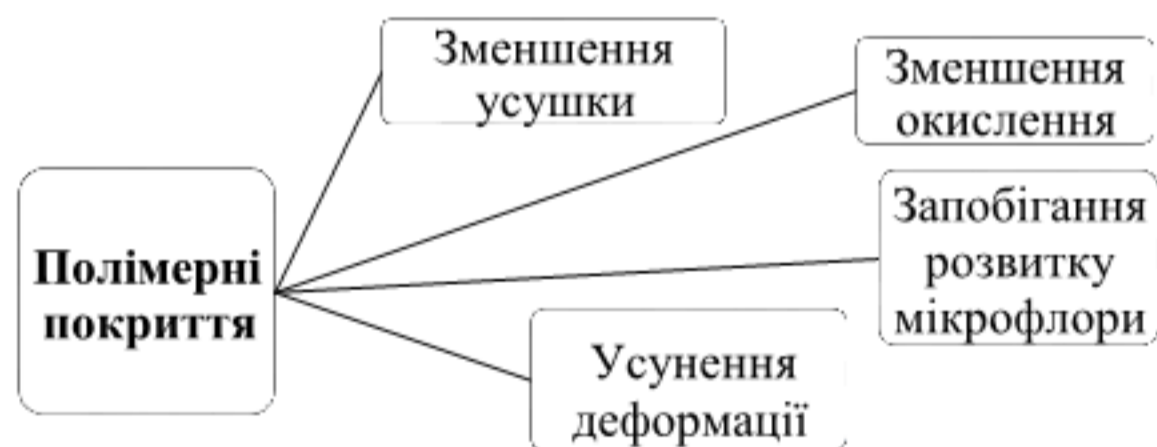 Зменшення
усушки
Зменшення
окислення
Полімерні
покриття
Запобігання
розвитку
мікрофлори
Усунення
деформації